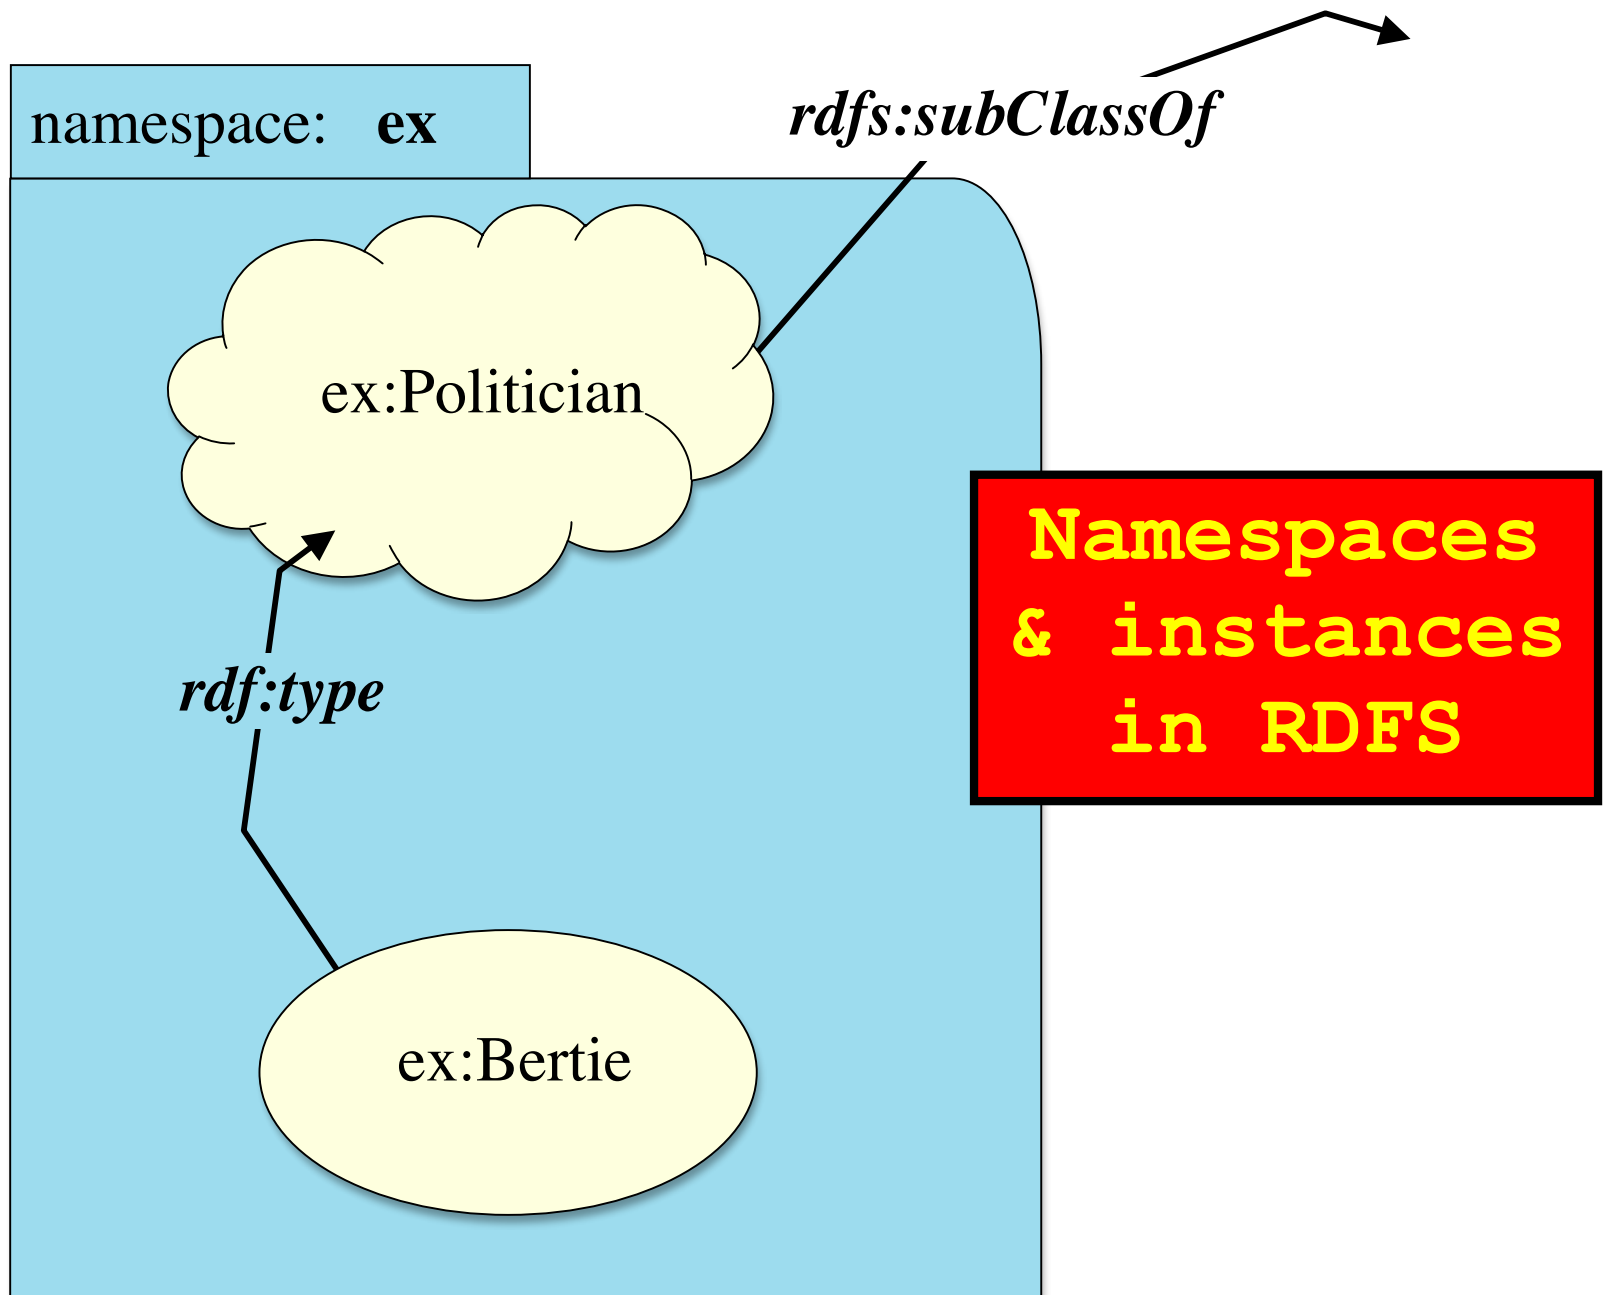 namespace: ex
rdfs:subClassOf
ex:Politician
rdf:type
ex:Bertie
Namespaces
& instances
in RDFS